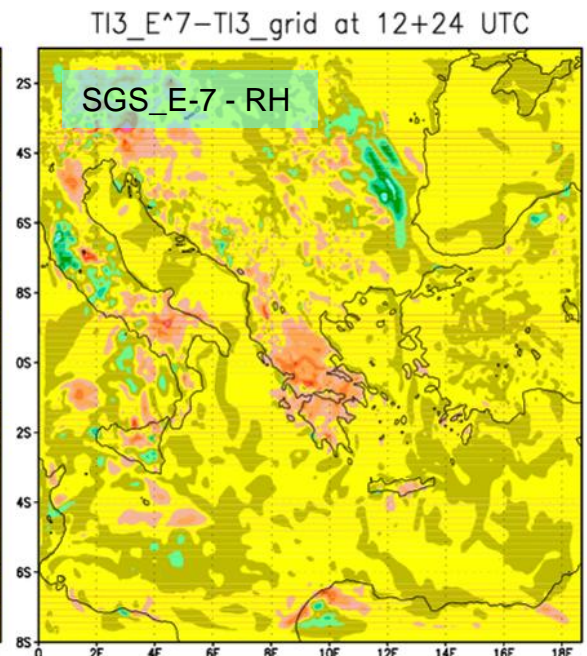 TI3_E^7-TI3_grid at 12+24 UTC
SGS_E-7 - RH
2S
4S
6S
8S
0S
2S
4S
6S
8S
0 2E 4E 6E 8E 10E 12E 14E 16E 18E